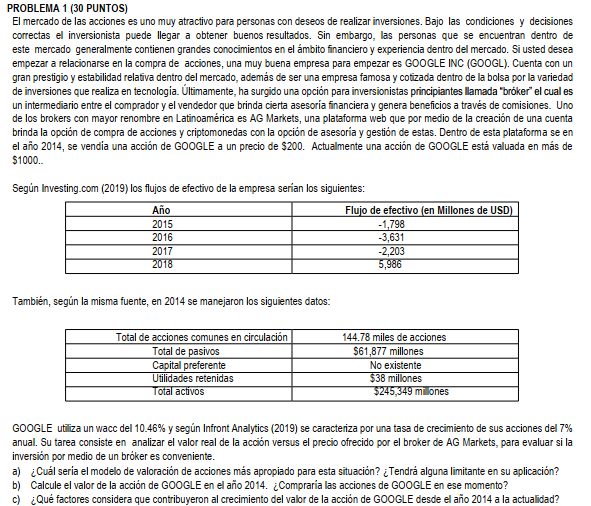 PROBLEMA 1 (30 PUNTOS)
El mercado de las acciones es uno muy atractivo para personas con deseos de realizar inversiones. Bajo las condiciones y decisiones
correctas el inversionista puede llegar a obtener buenos resultados. Sin embargo, las personas que se encuentran dentro de
este mercado generalmente contienen grandes conocimientos en el ámbito financiero y experiencia dentro del mercado. Si usted desea
empezar a relacionarse en la compra de acciones, una muy buena empresa para empezar es GOOGLE INC (GOOGL). Cuenta con un
gran prestigio y estabilidad relativa dentro del mercado, además de ser una empresa famosa y cotizada dentro de la bolsa por la variedad
de inversiones que realiza en tecnología. Últimamente, ha surgido una opción para inversionistas principiantes llamada "bróker" el cual es
un intermediario entre el comprador y el vendedor que brinda cierta asesoría financiera y genera beneficios a través de comisiones. Uno
de los brokers con mayor renombre en Latinoamérica es AG Markets, una plataforma web que por medio de la creación de una cuenta
brinda la opción de compra de acciones y criptomonedas con la opción de asesoría y gestión de estas. Dentro de esta plataforma se en
el año 2014, se vendía una acción de GOOGLE a un precio de $200. Actualmente una acción de GOOGLE está valuada en más de
$1000..
Según Investing.com (2019) los flujos de efectivo de la empresa serían los siguientes:
Año Flujo de efectivo (en Millones de USD)
2015 -1,798
2016 -3,631
2017 -2,203
2018 5,986
También, según la misma fuente, en 2014 se manejaron los siguientes datos:
Total de acciones comunes en circulación 144.78 miles de acciones
Total de pasivos $61,877 millones
Capital preferente No existente
Utilidades retenidas $38 millones
Total activos $245,349 millones
GOOGLE utiliza un wacc del 10.46% y según Infront Analytics (2019) se caracteriza por una tasa de crecimiento de sus acciones del 7%
anual. Su tarea consiste en analizar el valor real de la acción versus el precio ofrecido por el broker de AG Markets, para evaluar si la
inversión por medio de un bróker es conveniente.
a) ¿Cuál sería el modelo de valoración de acciones más apropiado para esta situación? ¿Tendrá alguna limitante en su aplicación?
b) Calcule el valor de la acción de GOOGLE en el año 2014. ¿Compraría las acciones de GOOGLE en ese momento?
c) ¿Qué factores considera que contribuyeron al crecimiento del valor de la acción de GOOGLE desde el año 2014 a la actualidad?